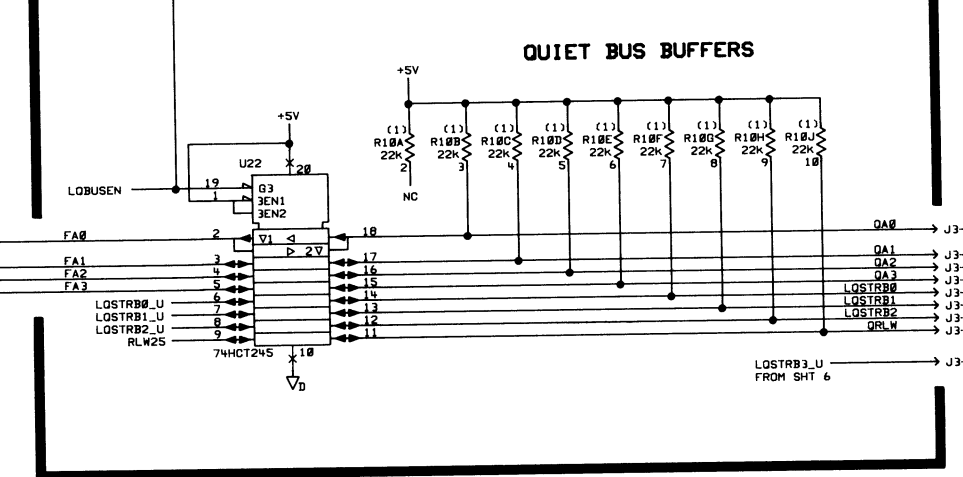 QUIET BUS BUFFERS
+5V
(1) (1) (1) (1) (1) (1) (1) (1) (1)
R10A R10B R10C R10D R10E R10F R10G R10H R10J
22k 22k 22k 22k 22k 22k 22k 22k 22k
2 3 4 5 6 7 8 9 10
NC
+5V
U22
20
LQBUSEN
19 G3
1 3EN1
3EN2
FA0 2 ▽1 ◁ 18 QA0 J3-
▷ 2▽
FA1 3 17 QA1 J3-
FA2 4 16 QA2 J3-
FA3 5 15 QA3 J3-
LQSTRB0_U 6 14 LQSTRB0 J3-
LQSTRB1_U 7 13 LQSTRB1 J3-
LQSTRB2_U 8 12 LQSTRB2 J3-
RLW25 9 11 QRLW J3-
74HCT245 10
D
LQSTRB3_U J3-
FROM SHT 6